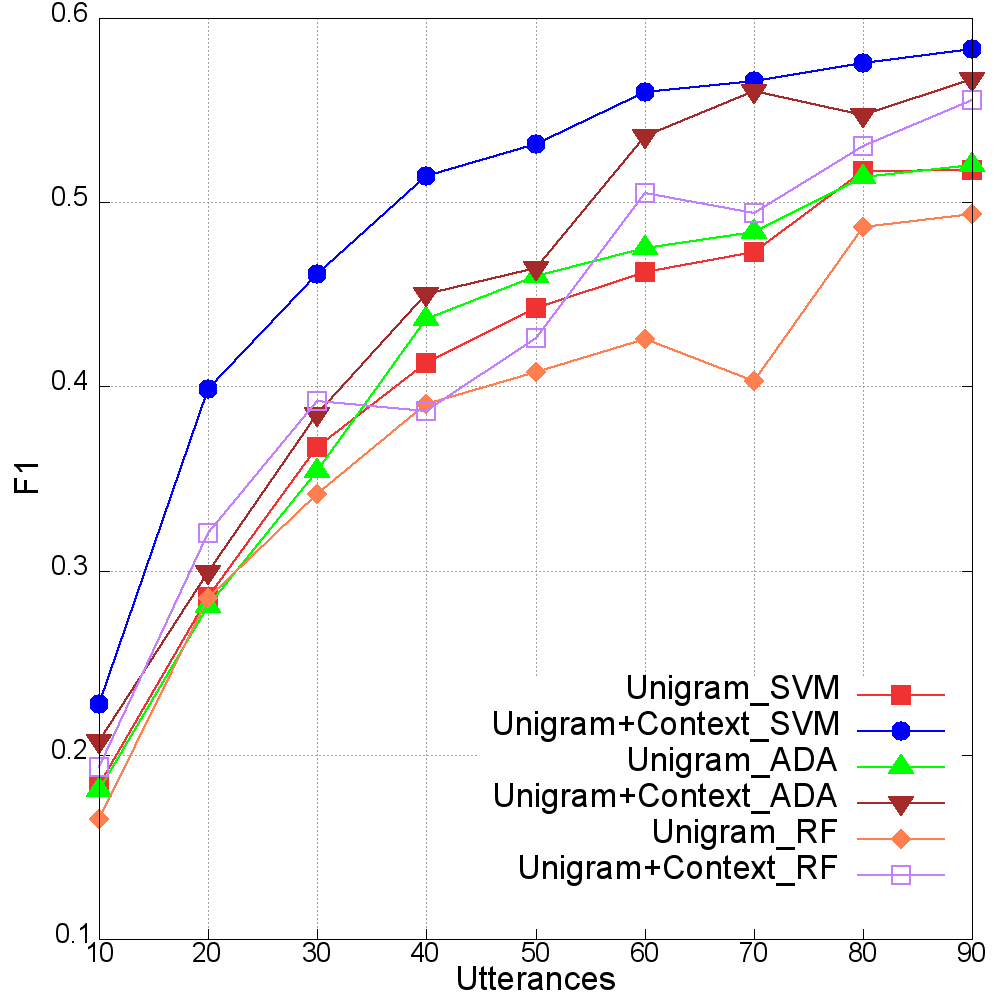 0.6
0.5
0.4
0.3
0.2
0.1
F1
Unigram_SVM
Unigram+Context_SVM
Unigram_ADA
Unigram+Context_ADA
Unigram_RF
Unigram+Context_RF
10 20 30 40 50 60 70 80 90
Utterances